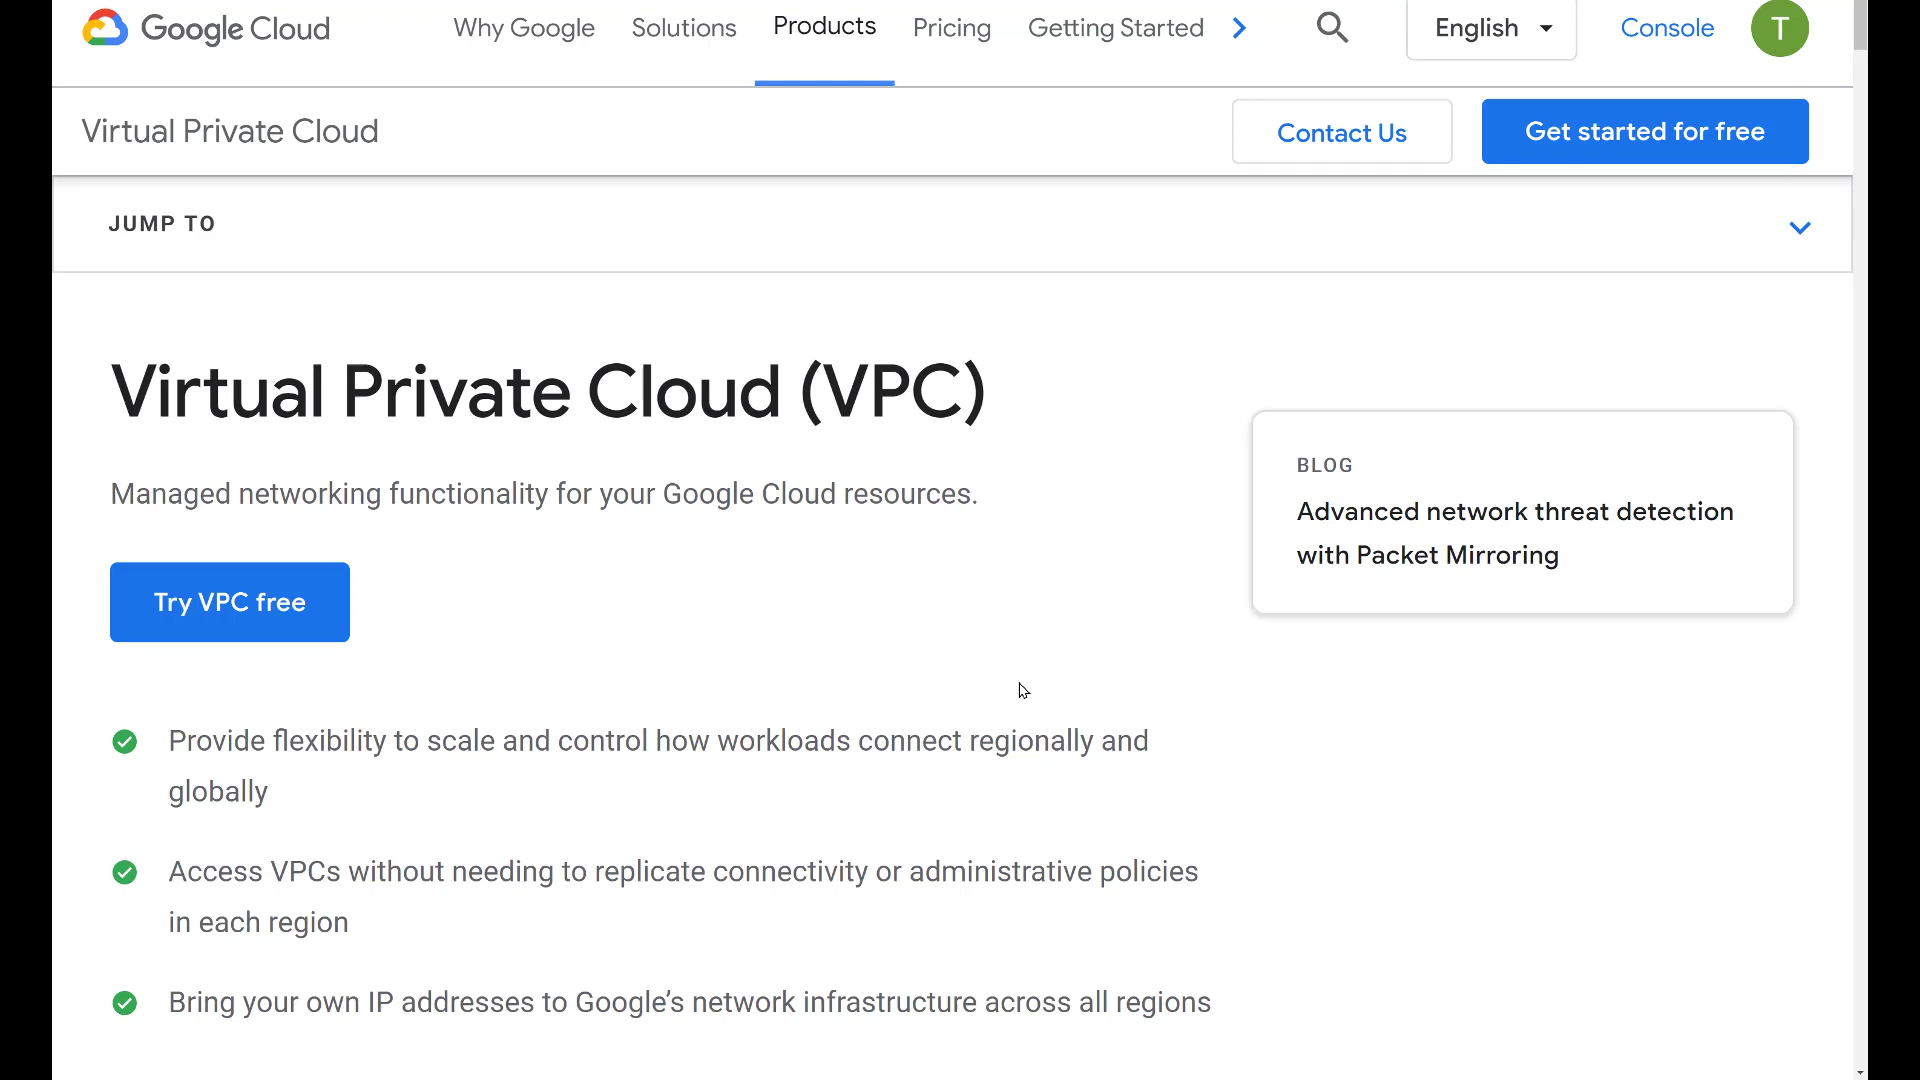 Google Cloud
Why Google
Solutions
Products
Pricing
Getting Started
English
Console
T
Virtual Private Cloud
Contact Us
Get started for free
JUMP TO
Virtual Private Cloud (VPC)
Managed networking functionality for your Google Cloud resources.
Try VPC free
BLOG
Advanced network threat detection
with Packet Mirroring
Provide flexibility to scale and control how workloads connect regionally and
globally
Access VPCs without needing to replicate connectivity or administrative policies
in each region
Bring your own IP addresses to Google’s network infrastructure across all regions